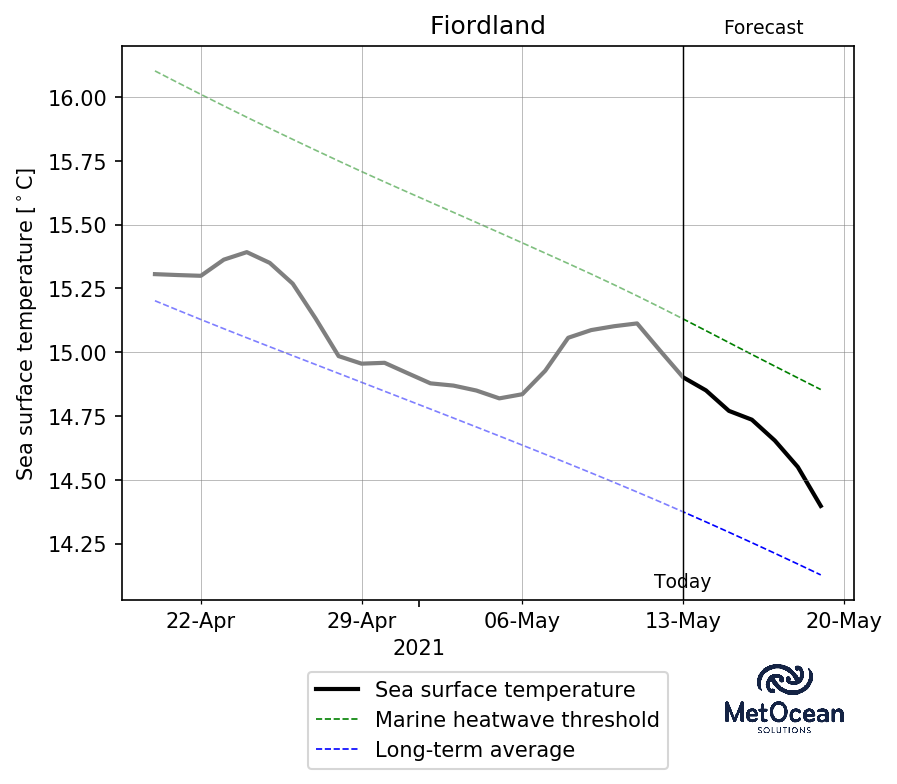 Fiordland
Forecast
Sea surface temperature [°C]
16.00
15.75
15.50
15.25
15.00
14.75
14.50
14.25
Today
22-Apr 29-Apr 06-May 13-May 20-May
2021
Sea surface temperature
Marine heatwave threshold
Long-term average
MetOcean
SOLUTIONS